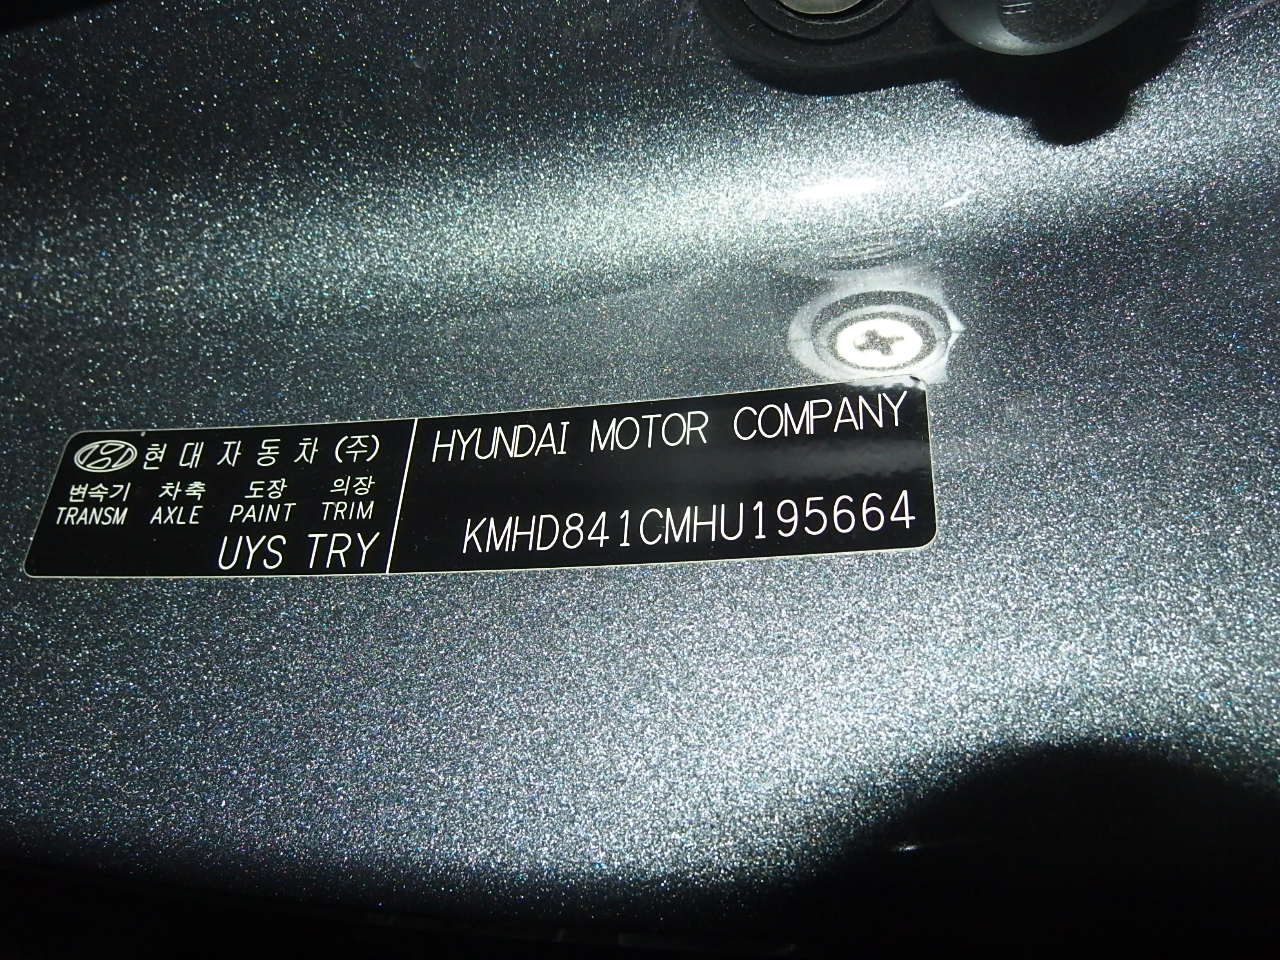 현대자동차(주)
변속기 차축 도장 의장
TRANSM AXLE PAINT TRIM
UYS TRY
HYUNDAI MOTOR COMPANY
KMHD841CMHU195664